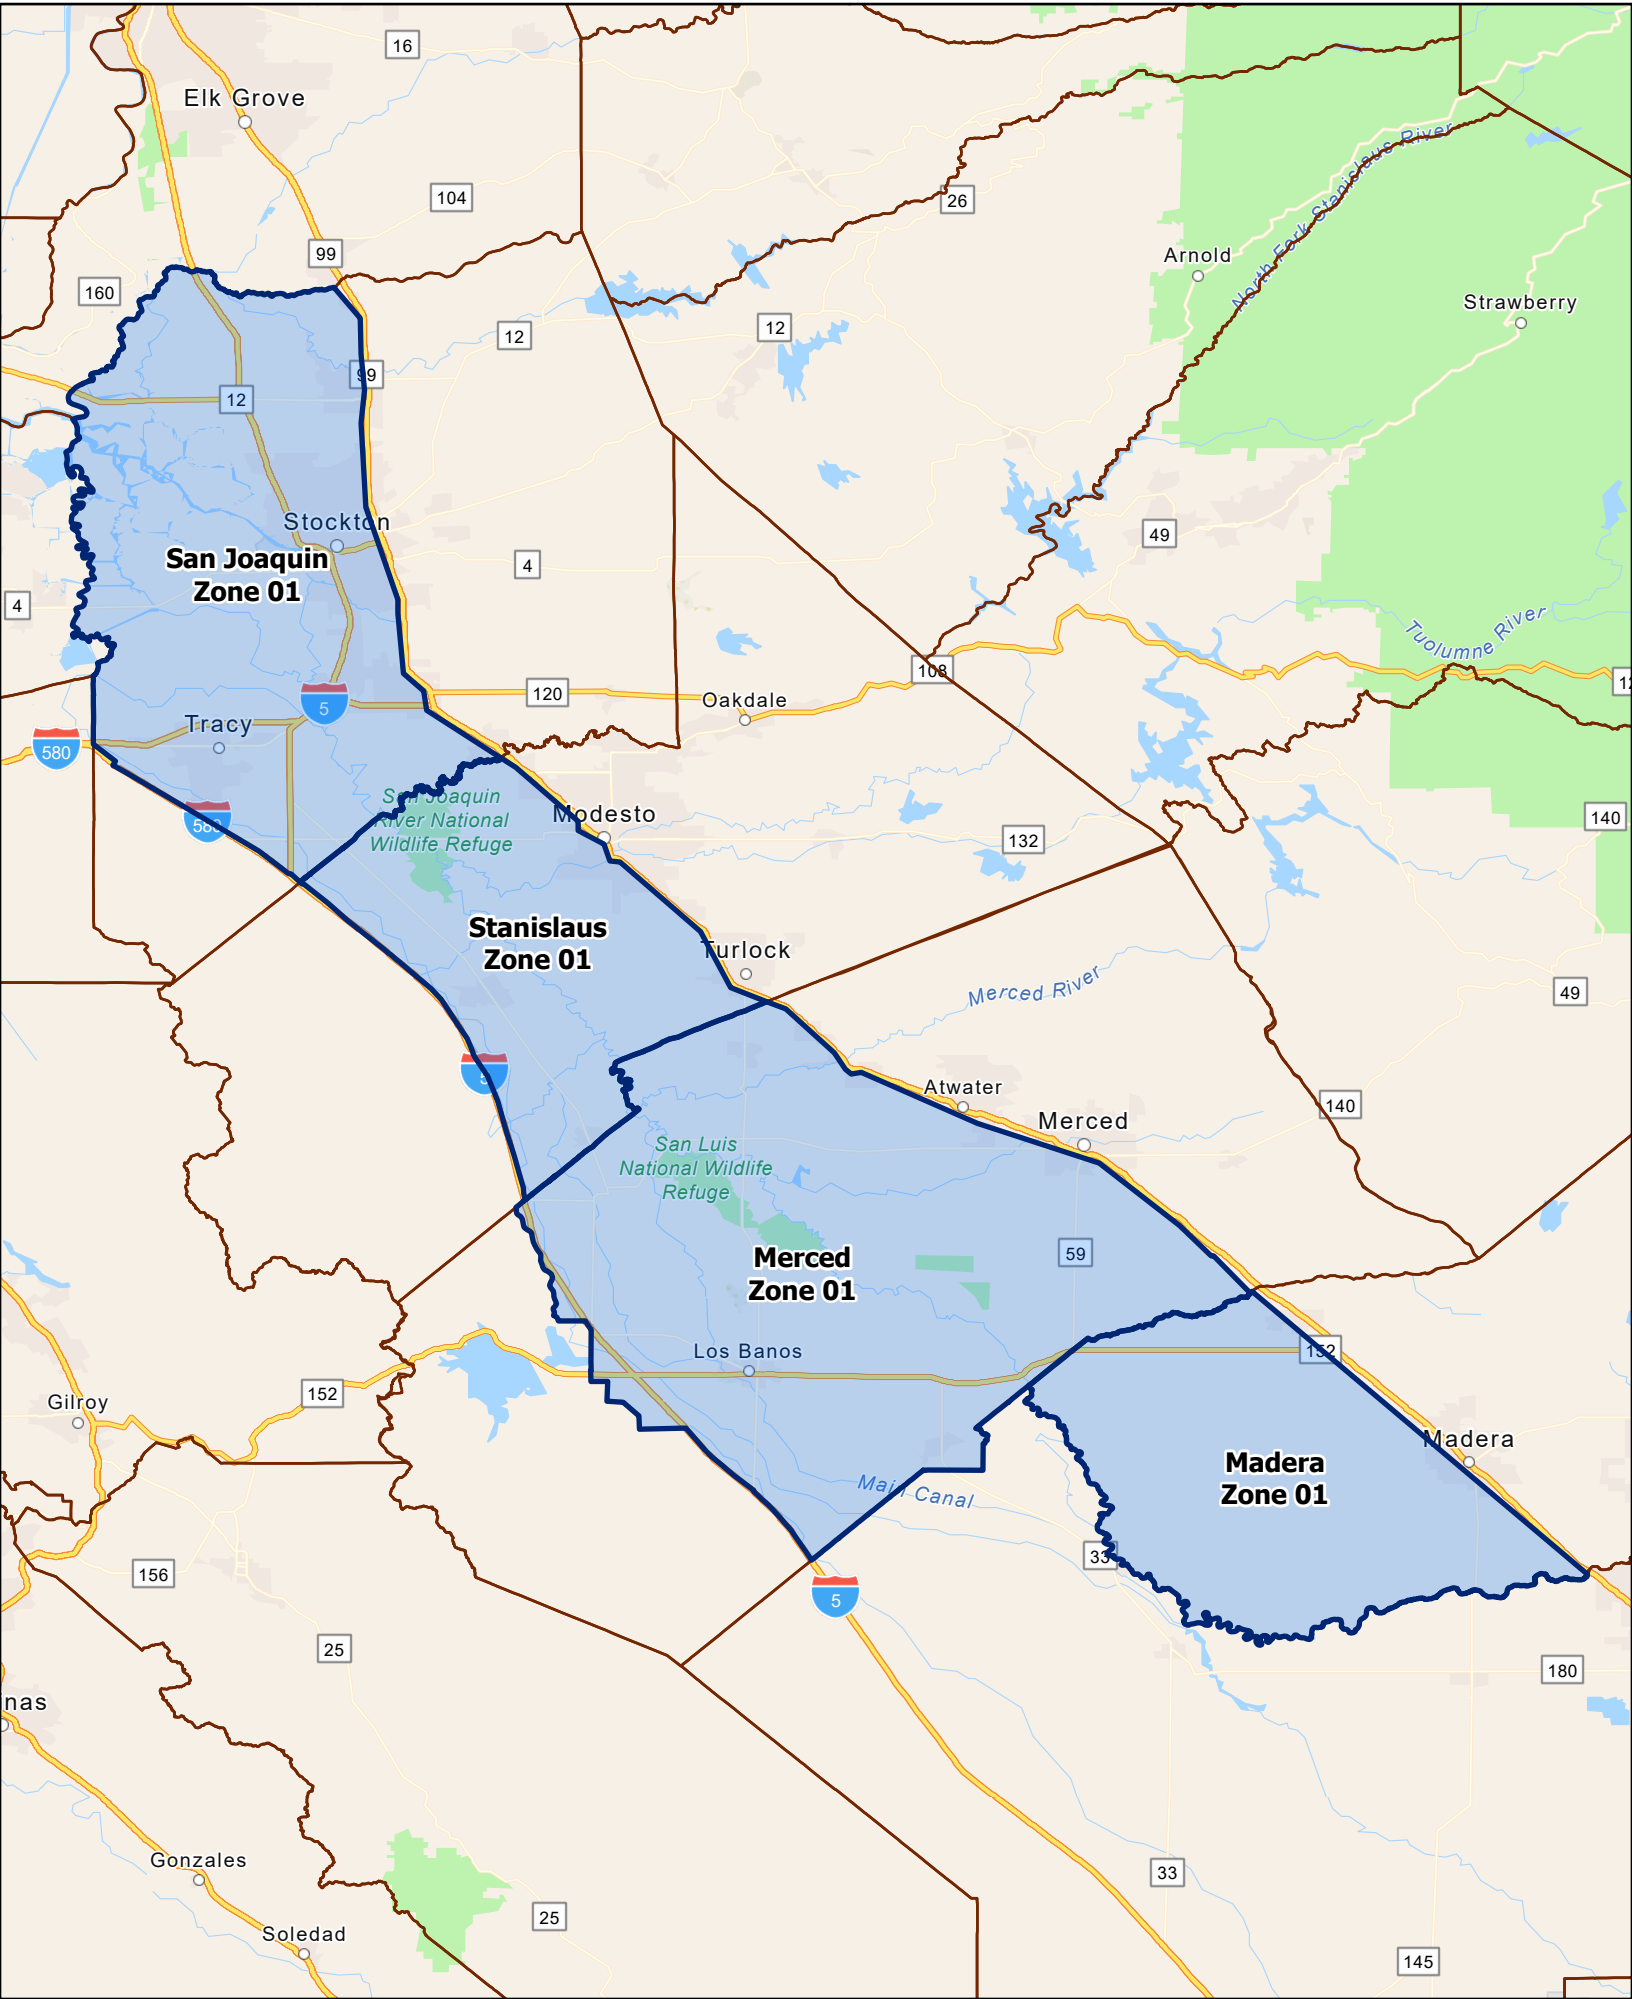 16
Elk Grove
104
26
North Fork Stanislaus River
99
Arnold
160
Strawberry
12
12
99
12
Stockton
49
San Joaquin
Zone 01
4
4
Tuolumne River
108
120
Oakdale
5
Tracy
580
San Joaquin
River National
Wildlife Refuge
Modesto
580
132
140
Stanislaus
Zone 01
Turlock
Merced River
49
5
Atwater
140
Merced
San Luis
National Wildlife
Refuge
59
Merced
Zone 01
Los Banos
152
152
Gilroy
Madera
Madera
Zone 01
Main Canal
33
156
5
25
180
nas
Gonzales
33
25
Soledad
145